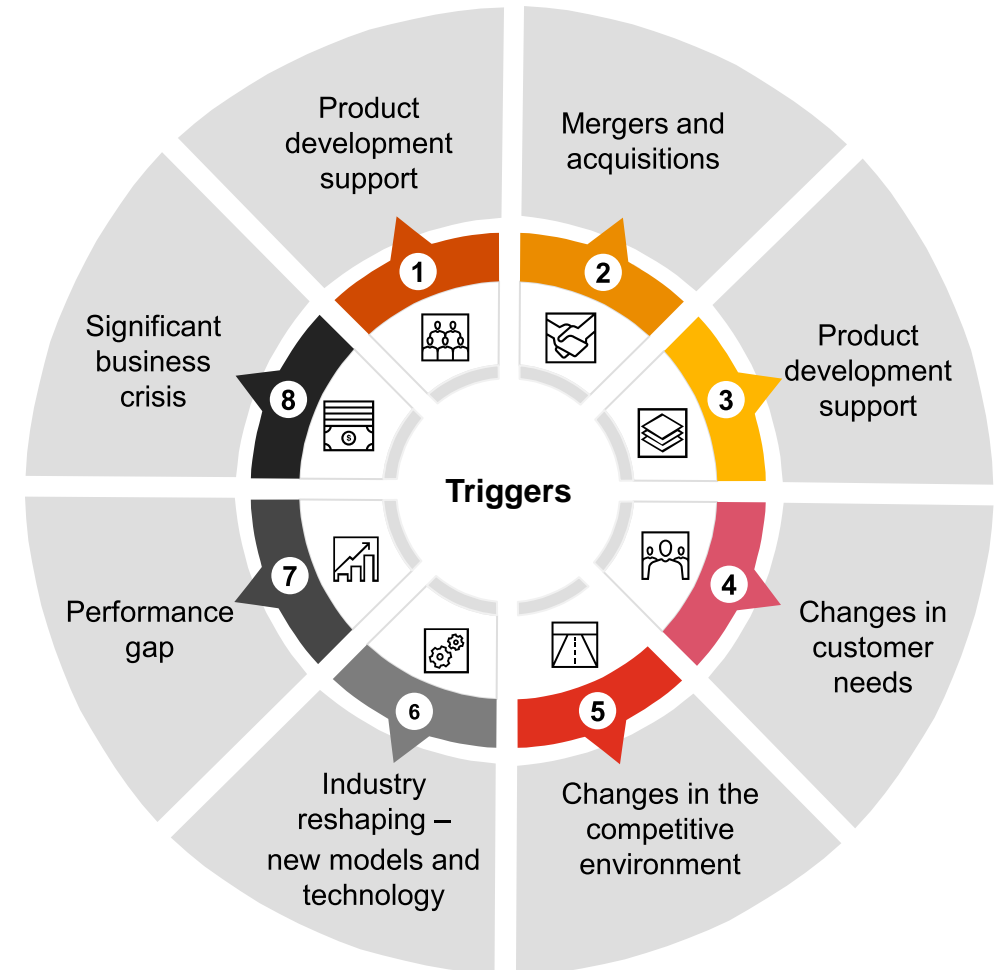 Triggers
1
Product
development
support
2
Mergers and
acquisitions
3
Product
development
support
4
Changes in
customer
needs
5
Changes in the
competitive
environment
6
Industry
reshaping –
new models and
technology
7
Performance
gap
8
Significant
business
crisis
$